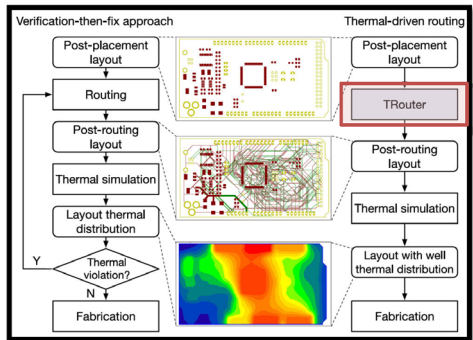 Verification-then-fix approach
Post-placement
layout
Routing
Post-routing
layout
Thermal simulation
Layout thermal
distribution
Thermal
violation?
Y
N
Fabrication
Thermal-driven routing
Post-placement
layout
TRouter
Post-routing
layout
Thermal simulation
Layout with well
thermal distribution
Fabrication